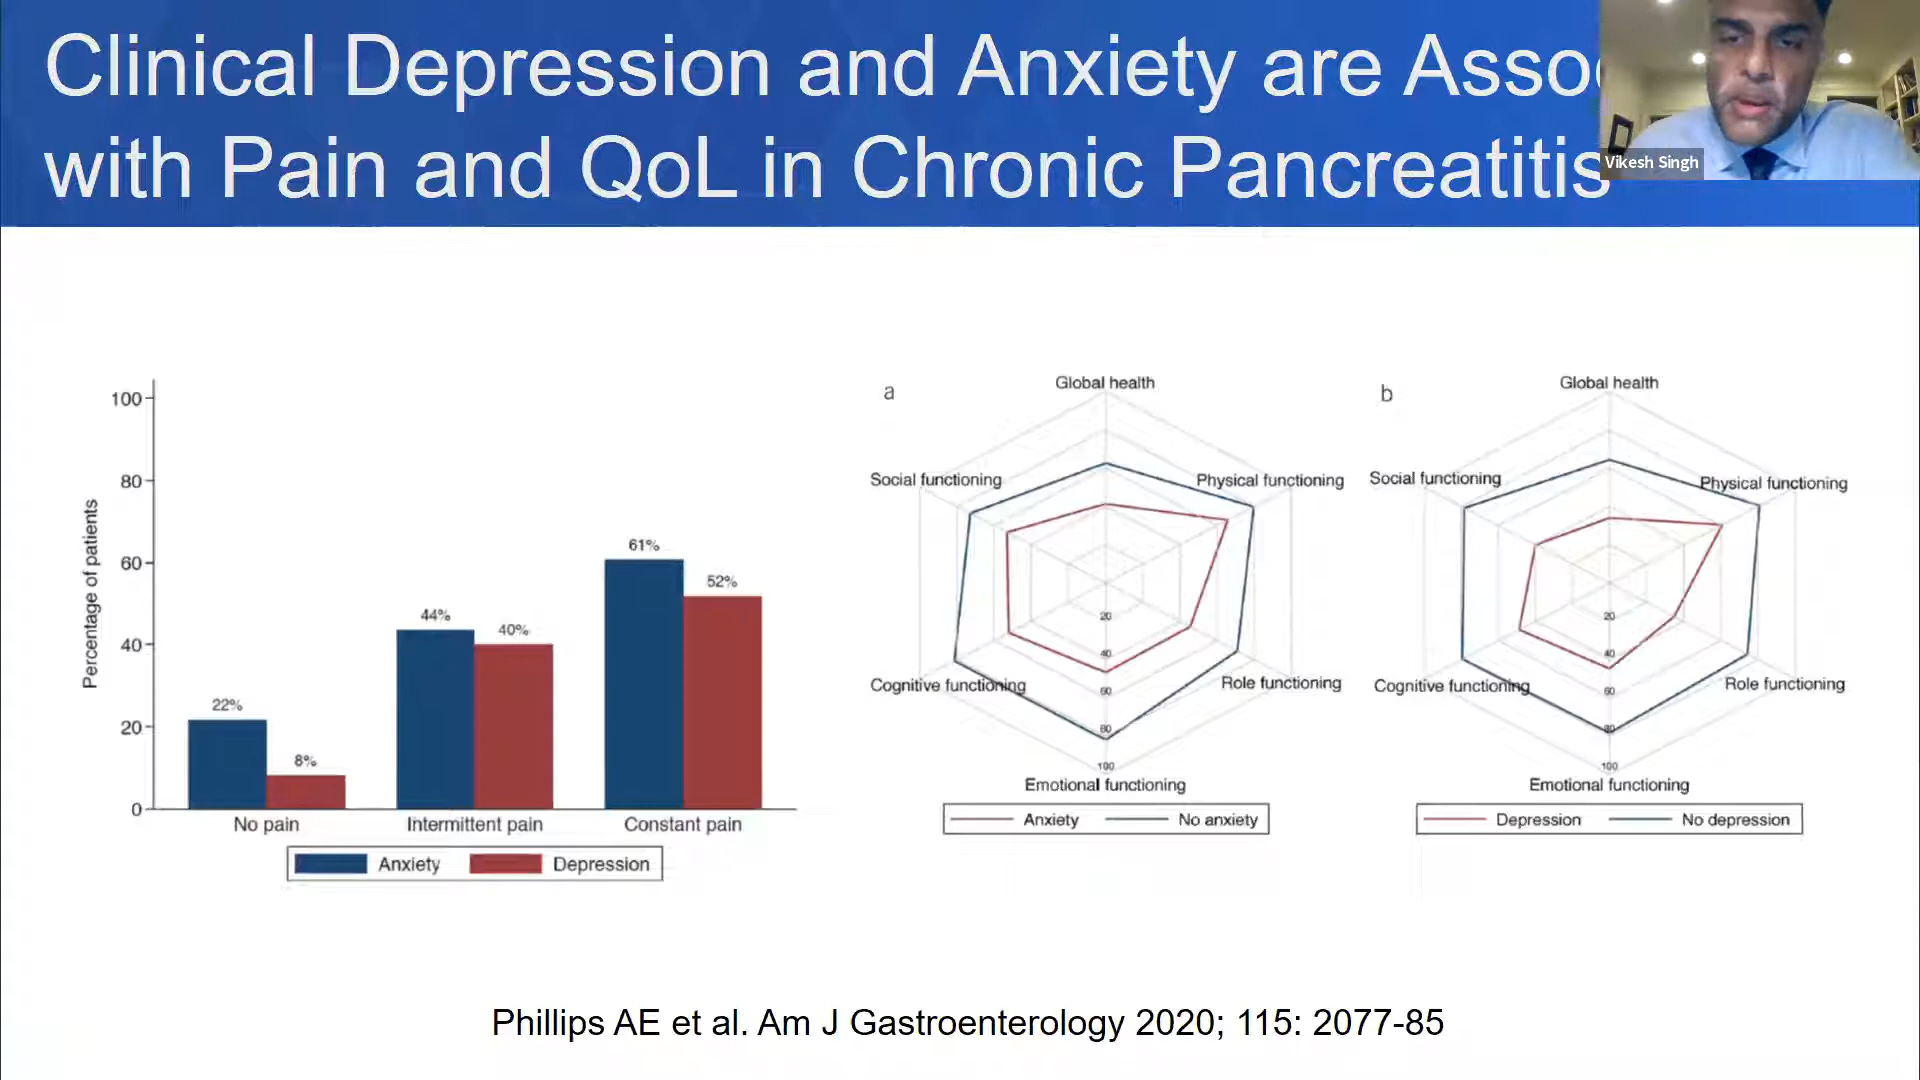 Clinical Depression and Anxiety are Asso
with Pain and QoL in Chronic Pancreatitis
Vikesh Singh
Percentage of patients
100
80
60
40
20
0
22%
8%
44%
40%
61%
52%
No pain
Intermittent pain
Constant pain
Anxiety
Depression
a
Global health
Social functioning
Physical functioning
20
40
60
80
100
Cognitive functioning
Role functioning
Emotional functioning
Anxiety
No anxiety
b
Global health
Social functioning
Physical functioning
20
40
60
80
100
Cognitive functioning
Role functioning
Emotional functioning
Depression
No depression
Phillips AE et al. Am J Gastroenterology 2020; 115: 2077-85